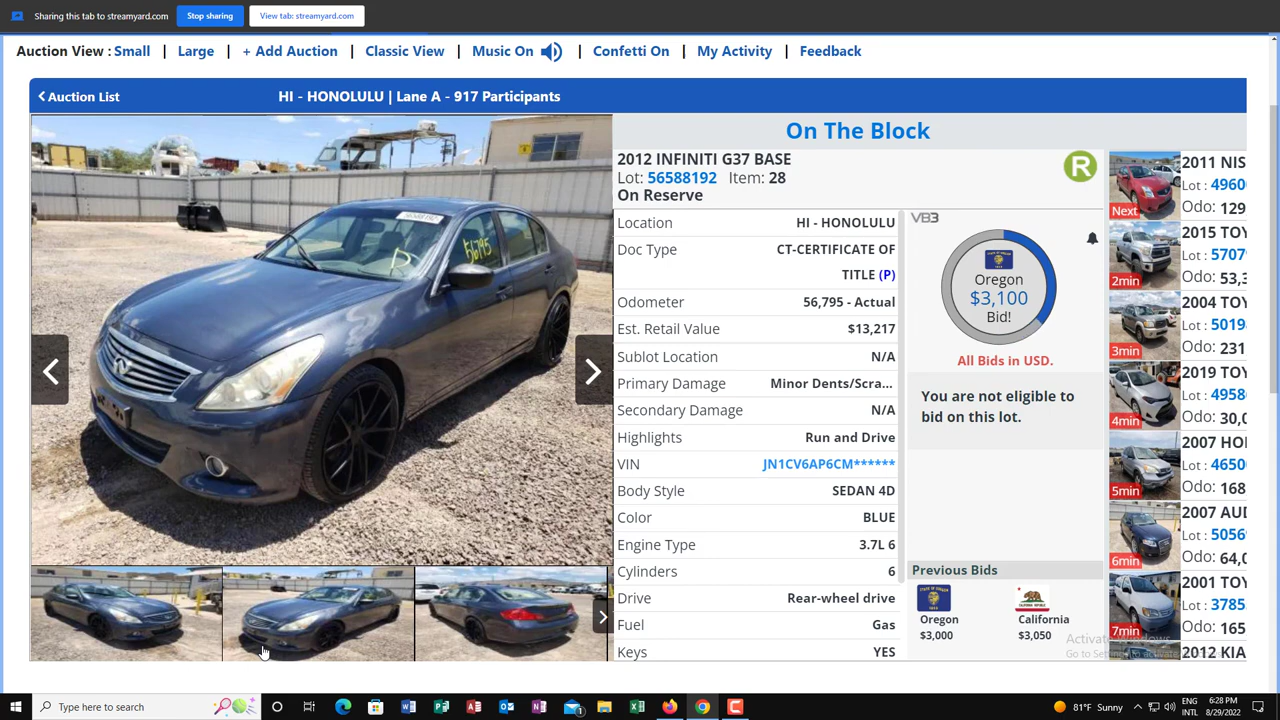 Sharing this tab to streamyard.com
Stop sharing
View tab: streamyard.com
Auction View : Small | Large | + Add Auction | Classic View | Music On | Confetti On | My Activity | Feedback
Auction List
HI - HONOLULU | Lane A - 917 Participants
On The Block
2012 INFINITI G37 BASE
Lot: 56588192 Item: 28
On Reserve
R
Location HI - HONOLULU
Doc Type CT-CERTIFICATE OF
TITLE (P)
Odometer 56,795 - Actual
Est. Retail Value $13,217
Sublot Location N/A
Primary Damage Minor Dents/Scra...
Secondary Damage N/A
Highlights Run and Drive
VIN JN1CV6AP6CM******
Body Style SEDAN 4D
Color BLUE
Engine Type 3.7L 6
Cylinders 6
Drive Rear-wheel drive
Fuel Gas
Keys YES
56795
VB3
Oregon
$3,100
Bid!
All Bids in USD.
You are not eligible to
bid on this lot.
Previous Bids
Oregon
$3,000
California
$3,050
2011 NIS
Lot : 4960
Odo: 129
Next
2015 TOY
Lot : 5707
Odo: 53,3
2min
2004 TOY
Lot : 5019
Odo: 231
3min
2019 TOY
Lot : 4958
Odo: 30,0
4min
2007 HOI
Lot : 4650
Odo: 168
5min
2007 AUD
Lot : 5056
Odo: 64,0
6min
2001 TOY
Lot : 3785
Odo: 165
7min
2012 KIA
Activate Windows
Type here to search
81°F Sunny
ENG
INTL
6:28 PM
8/29/2022